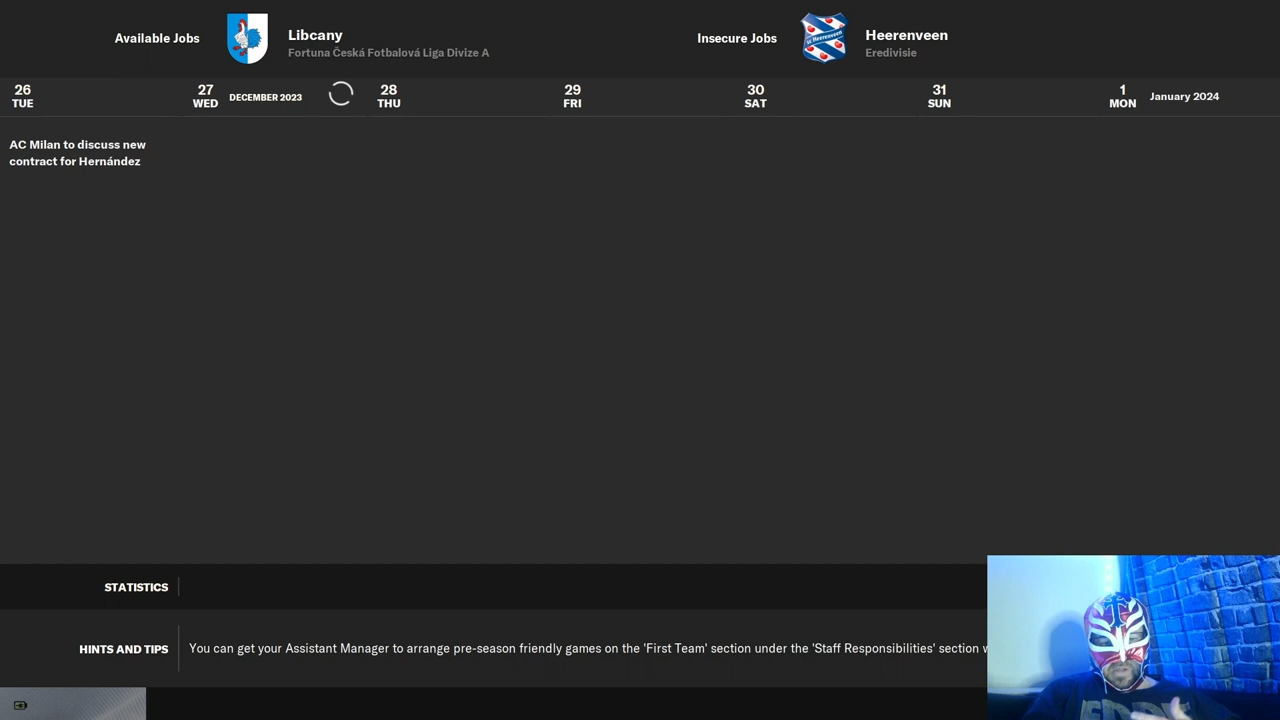 Available Jobs
Libcany
Fortuna Česká Fotbalová Liga Divize A
Insecure Jobs
Heerenveen
Eredivisie
26
TUE
27
WED
DECEMBER 2023
28
THU
29
FRI
30
SAT
31
SUN
1
MON
January 2024
AC Milan to discuss new
contract for Hernández
STATISTICS
HINTS AND TIPS
You can get your Assistant Manager to arrange pre-season friendly games on the 'First Team' section under the 'Staff Responsibilities' section